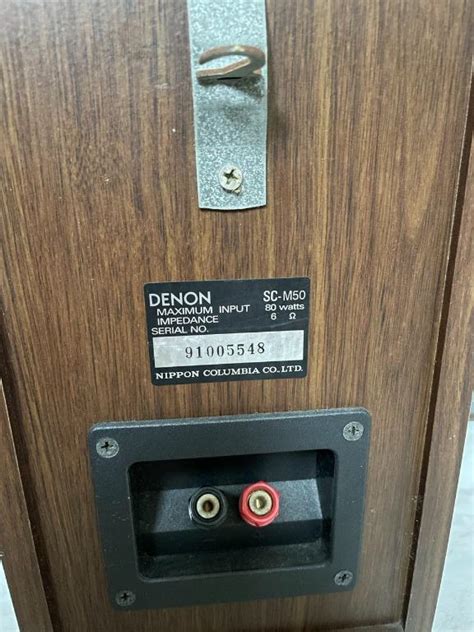 DENON SC-M50
MAXIMUM INPUT 80 watts
IMPEDANCE 6 Ω
SERIAL NO.
91005548
NIPPON COLUMBIA CO., LTD.